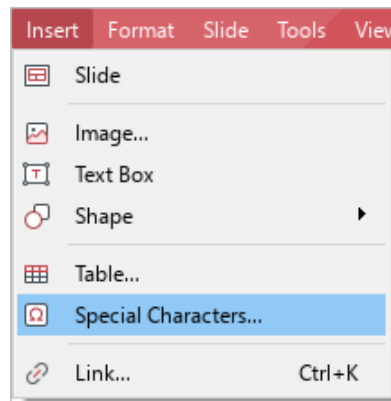 Insert Format Slide Tools View
Slide
Image...
Text Box
Shape
Table...
Special Characters...
Link... Ctrl+K